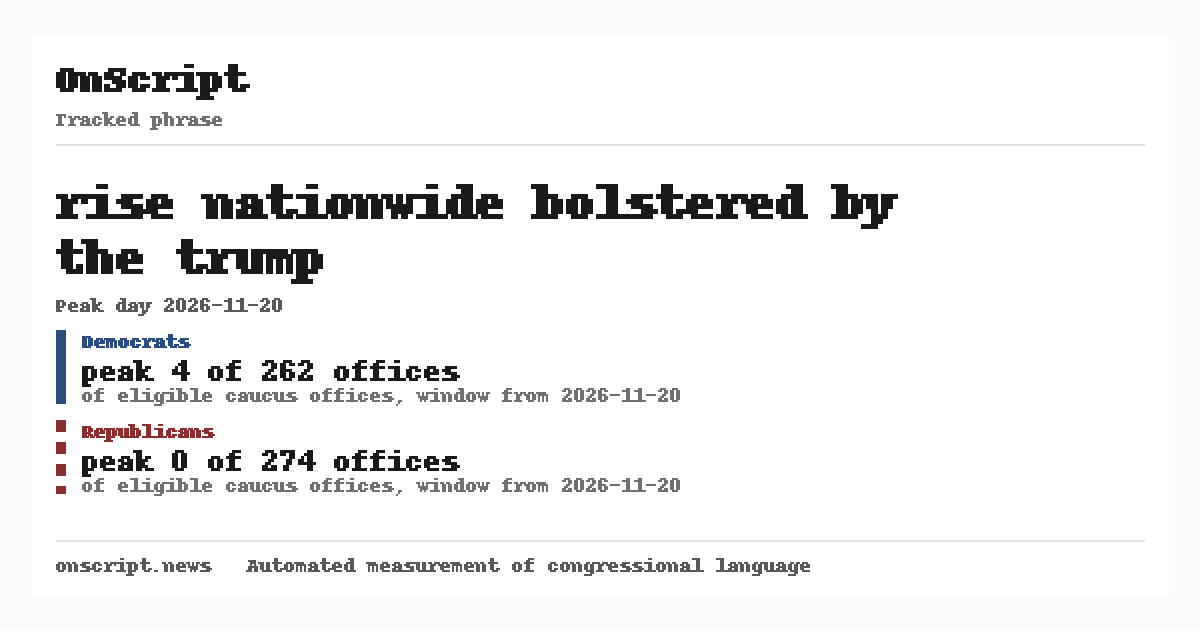 OnScript
Tracked phrase
rise nationwide bolstered by
the trump
Peak day 2026-11-20
Democrats
peak 4 of 262 offices
of eligible caucus offices, window from 2026-11-20
Republicans
peak 0 of 274 offices
of eligible caucus offices, window from 2026-11-20
onscript.news Automated measurement of congressional language